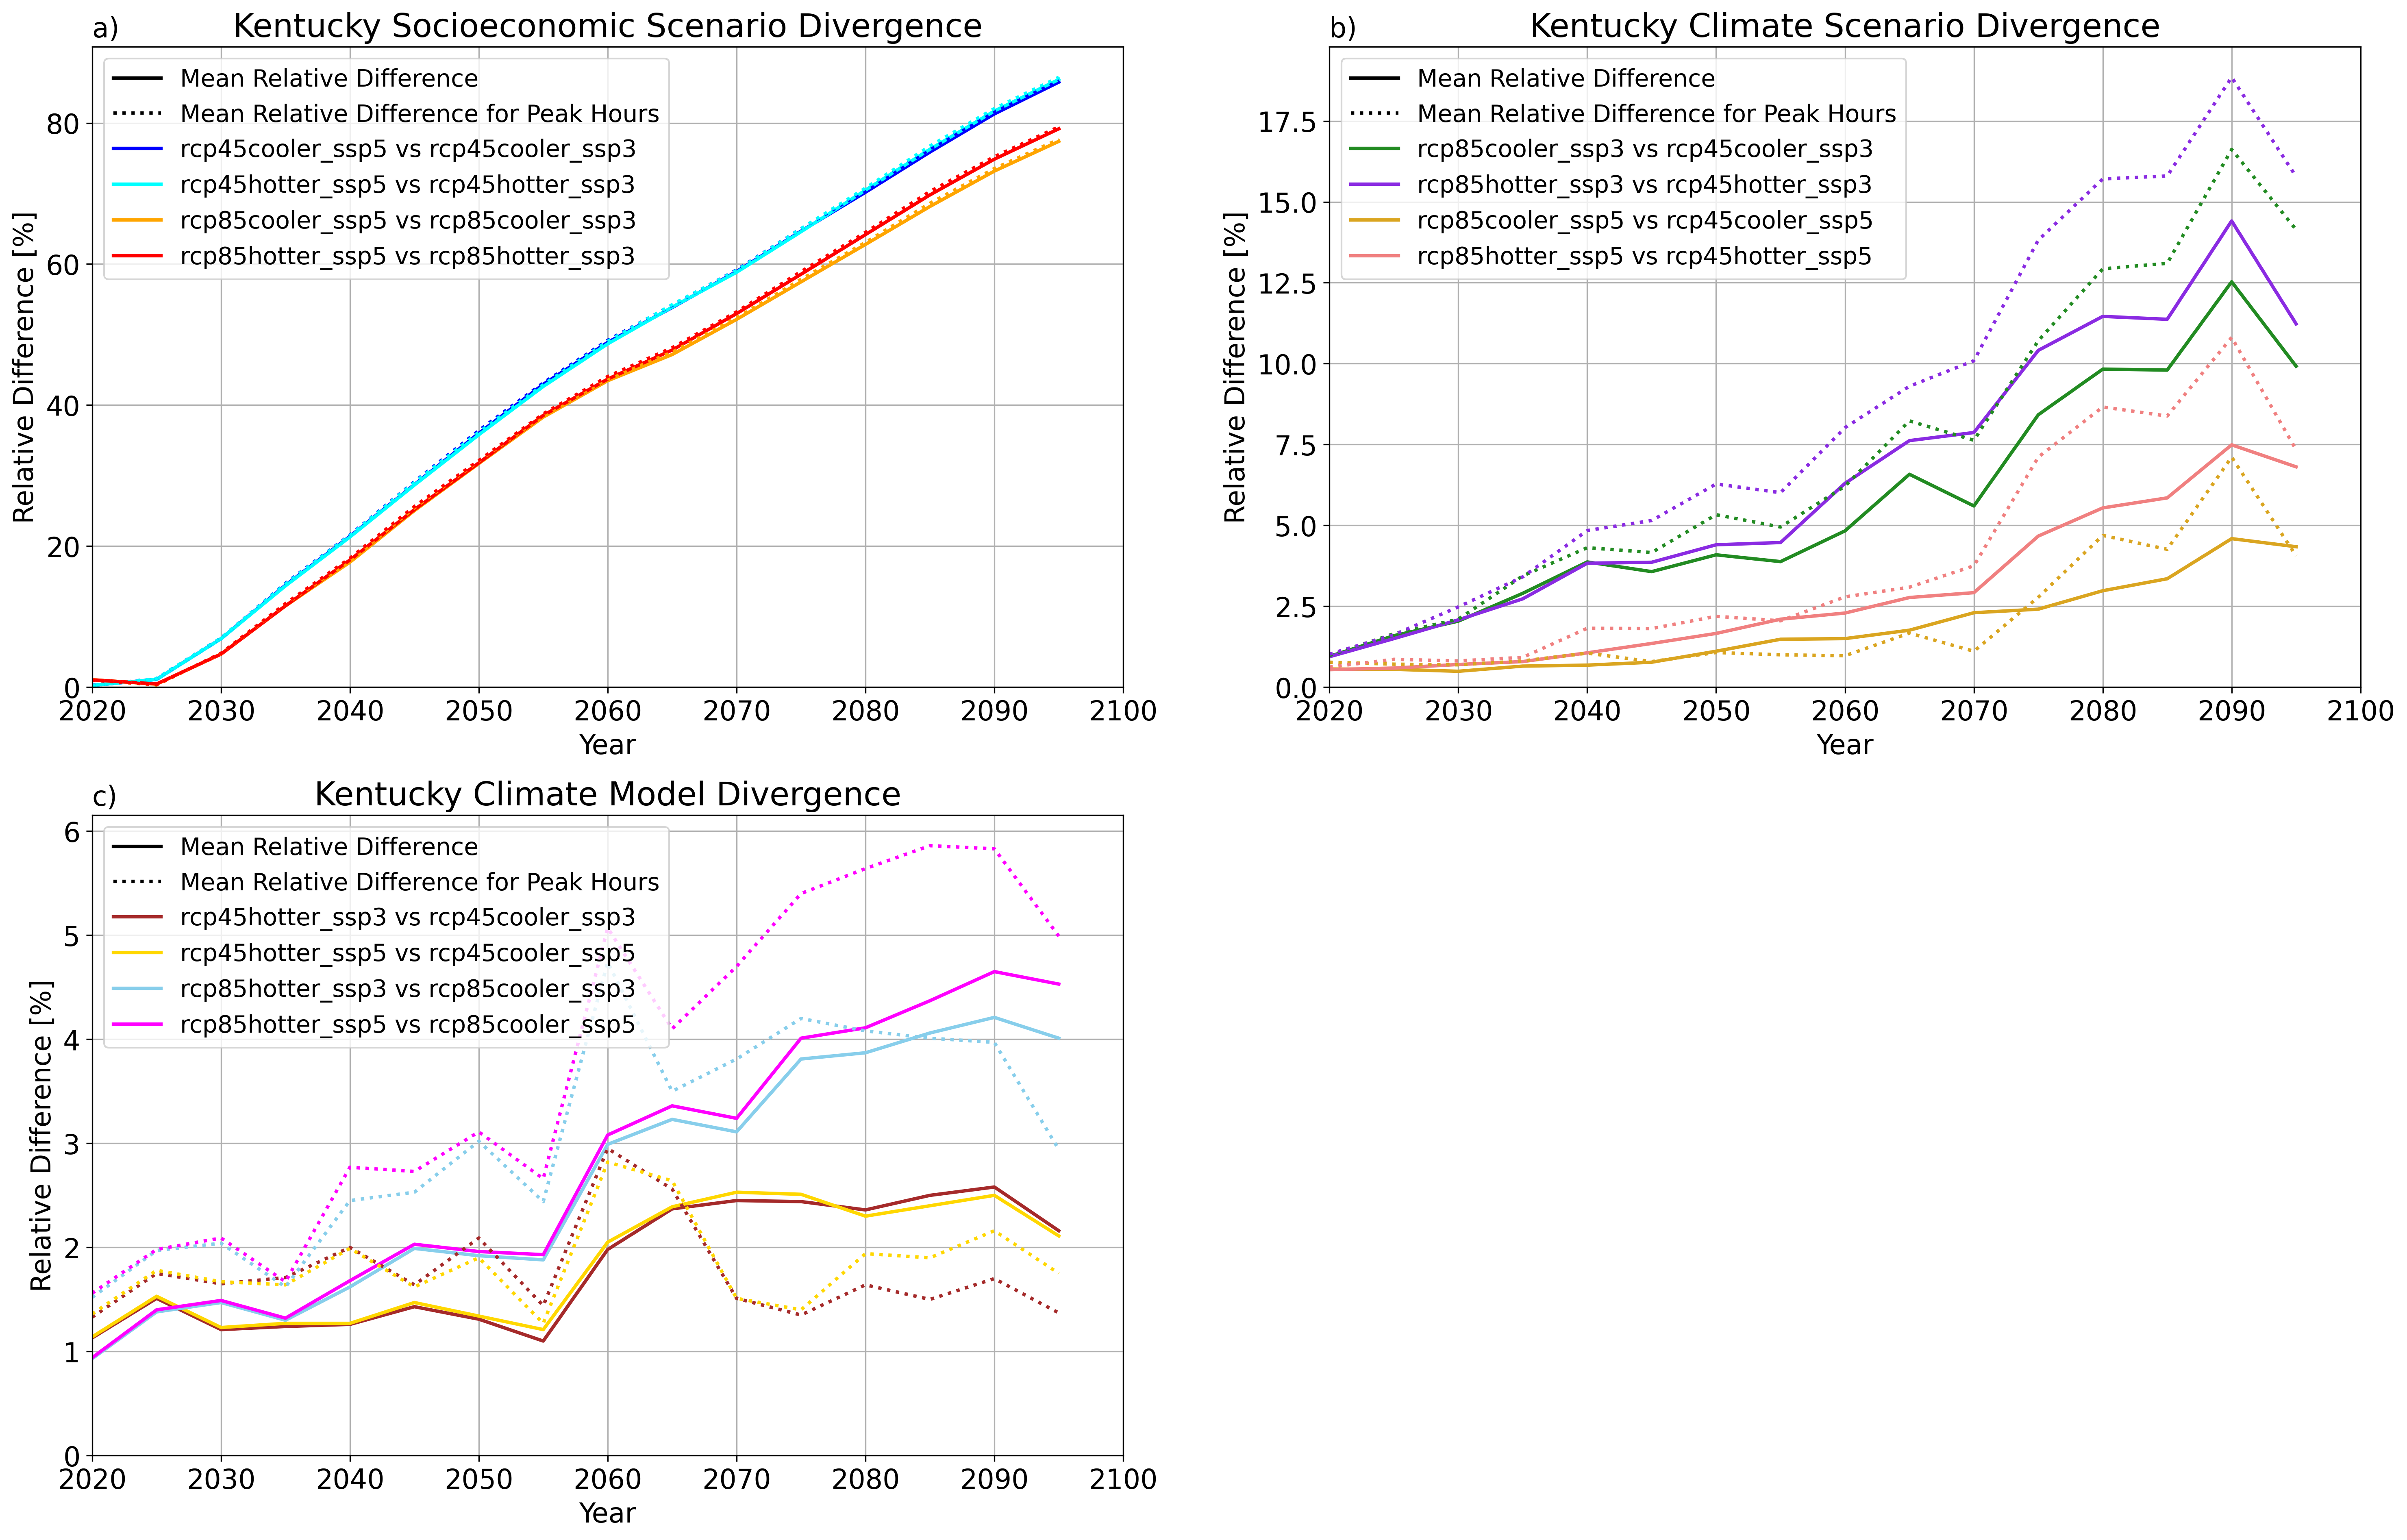 a)
Kentucky Socioeconomic Scenario Divergence
Mean Relative Difference
Mean Relative Difference for Peak Hours
rcp45cooler_ssp5 vs rcp45cooler_ssp3
rcp45hotter_ssp5 vs rcp45hotter_ssp3
rcp85cooler_ssp5 vs rcp85cooler_ssp3
rcp85hotter_ssp5 vs rcp85hotter_ssp3
Relative Difference [%]
80
60
40
20
0
2020 2030 2040 2050 2060 2070 2080 2090 2100
Year
b)
Kentucky Climate Scenario Divergence
Mean Relative Difference
Mean Relative Difference for Peak Hours
rcp85cooler_ssp3 vs rcp45cooler_ssp3
rcp85hotter_ssp3 vs rcp45hotter_ssp3
rcp85cooler_ssp5 vs rcp45cooler_ssp5
rcp85hotter_ssp5 vs rcp45hotter_ssp5
Relative Difference [%]
17.5
15.0
12.5
10.0
7.5
5.0
2.5
0.0
2020 2030 2040 2050 2060 2070 2080 2090 2100
Year
c)
Kentucky Climate Model Divergence
Mean Relative Difference
Mean Relative Difference for Peak Hours
rcp45hotter_ssp3 vs rcp45cooler_ssp3
rcp45hotter_ssp5 vs rcp45cooler_ssp5
rcp85hotter_ssp3 vs rcp85cooler_ssp3
rcp85hotter_ssp5 vs rcp85cooler_ssp5
Relative Difference [%]
6
5
4
3
2
1
0
2020 2030 2040 2050 2060 2070 2080 2090 2100
Year